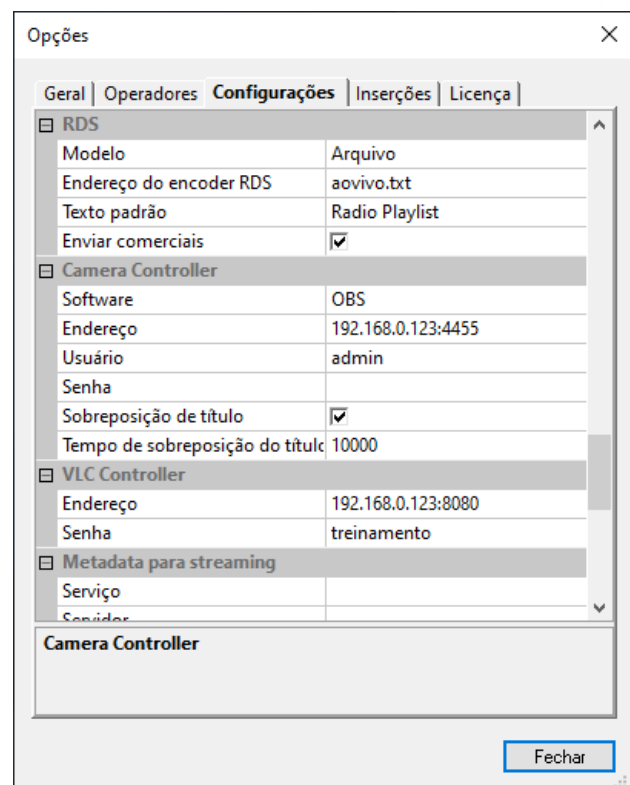 Opções
Geral Operadores Configurações Inserções Licença
RDS
Modelo Arquivo
Endereço do encoder RDS aovivo.txt
Texto padrão Radio Playlist
Enviar comerciais
Camera Controller
Software OBS
Endereço 192.168.0.123:4455
Usuário admin
Senha
Sobreposição de título
Tempo de sobreposição do título 10000
VLC Controller
Endereço 192.168.0.123:8080
Senha treinamento
Metadata para streaming
Serviço
Servidor
Camera Controller
Fechar